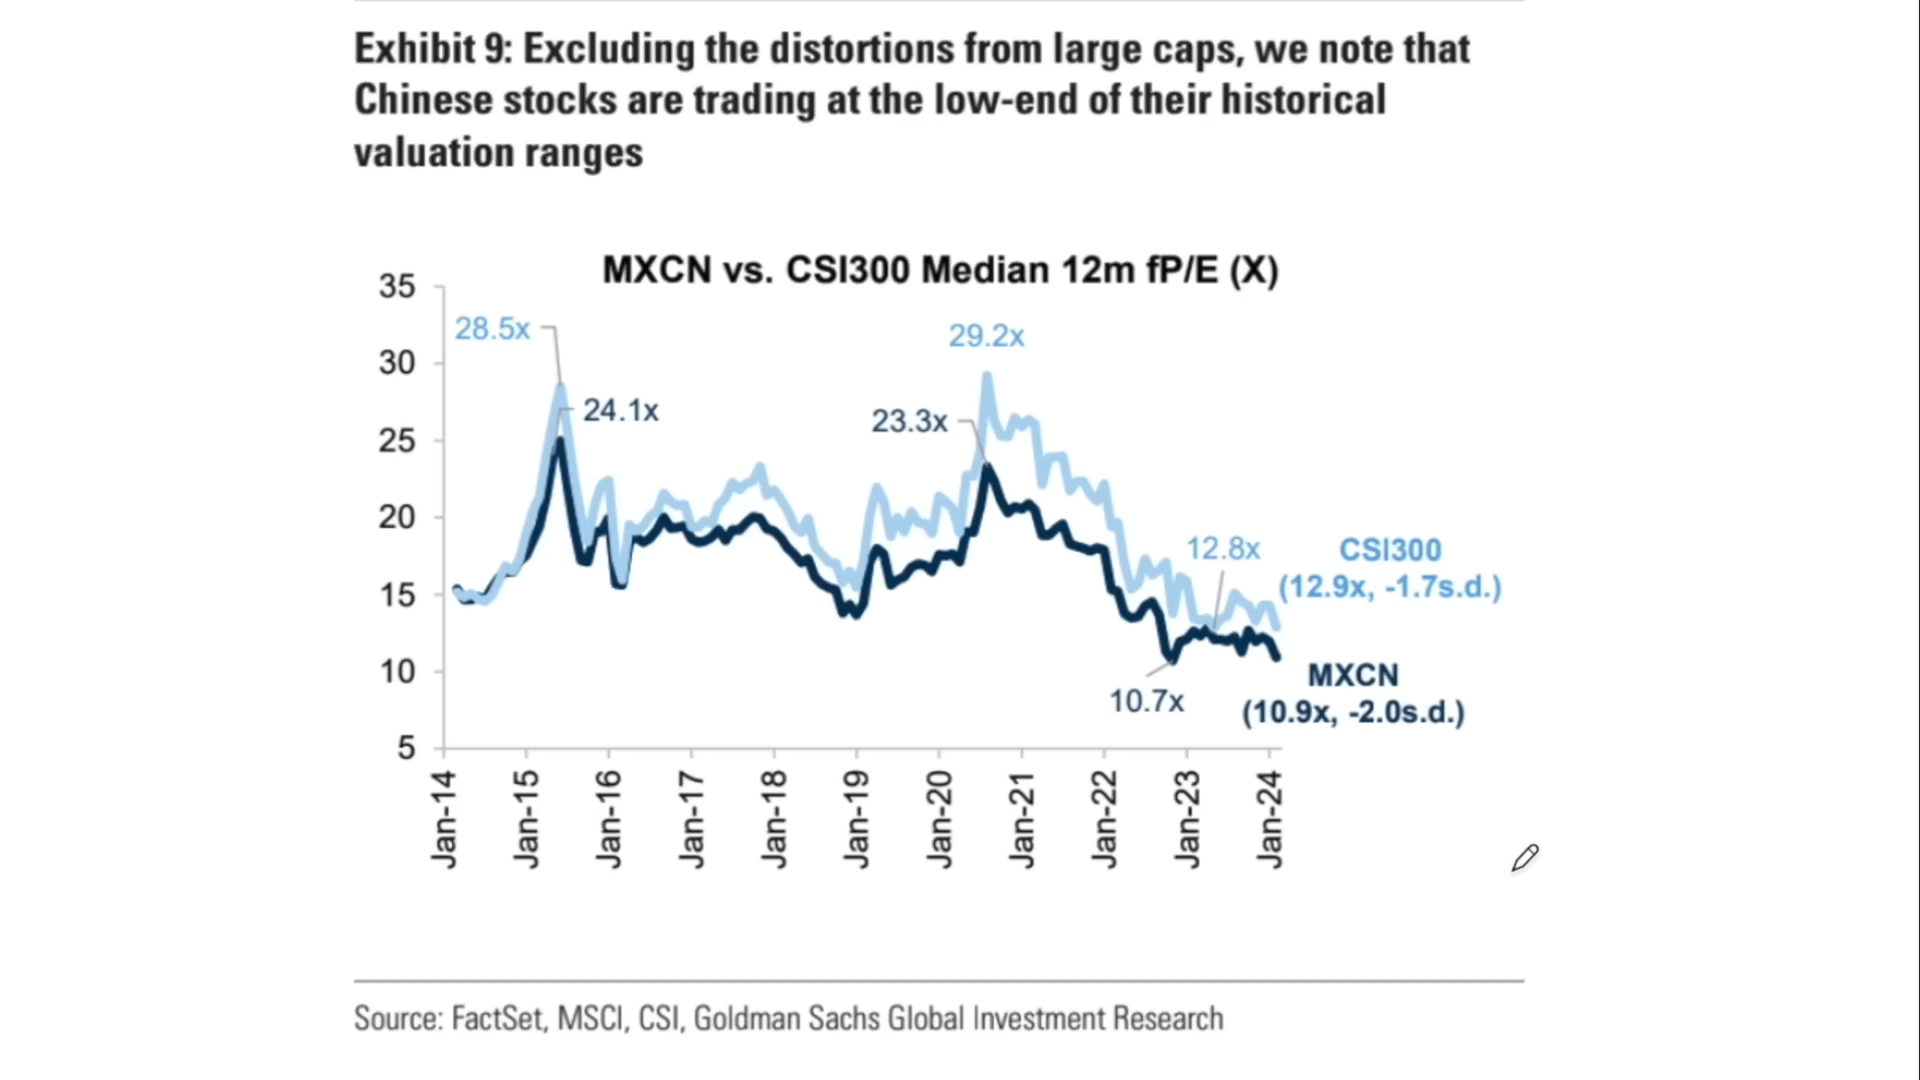 Exhibit 9: Excluding the distortions from large caps, we note that
Chinese stocks are trading at the low-end of their historical
valuation ranges
MXCN vs. CSI300 Median 12m fP/E (X)
35
30
25
20
15
10
5
28.5x
24.1x
23.3x
29.2x
12.8x
10.7x
CSI300
(12.9x, -1.7s.d.)
MXCN
(10.9x, -2.0s.d.)
Jan-14
Jan-15
Jan-16
Jan-17
Jan-18
Jan-19
Jan-20
Jan-21
Jan-22
Jan-23
Jan-24
Source: FactSet, MSCI, CSI, Goldman Sachs Global Investment Research